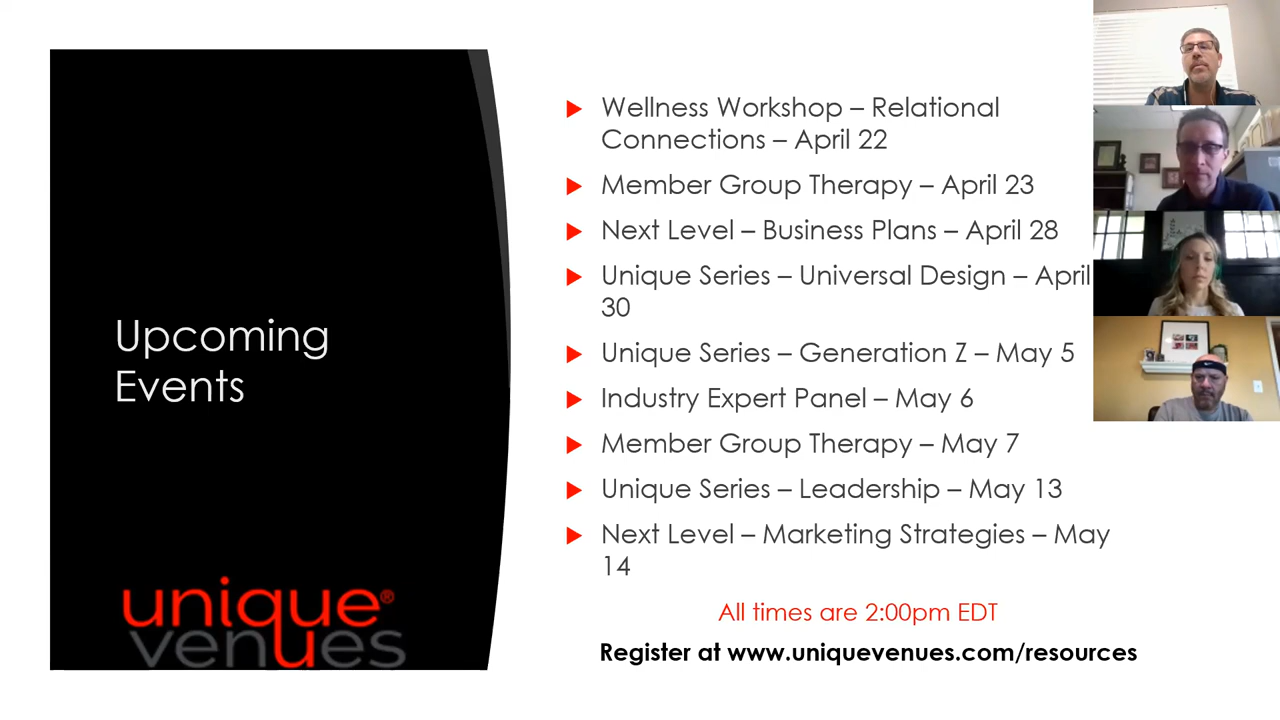 Upcoming
Events
unique®
venues
Wellness Workshop – Relational
Connections – April 22
Member Group Therapy – April 23
Next Level – Business Plans – April 28
Unique Series – Universal Design – April
30
Unique Series – Generation Z – May 5
Industry Expert Panel – May 6
Member Group Therapy – May 7
Unique Series – Leadership – May 13
Next Level – Marketing Strategies – May
14
All times are 2:00pm EDT
Register at www.uniquevenues.com/resources